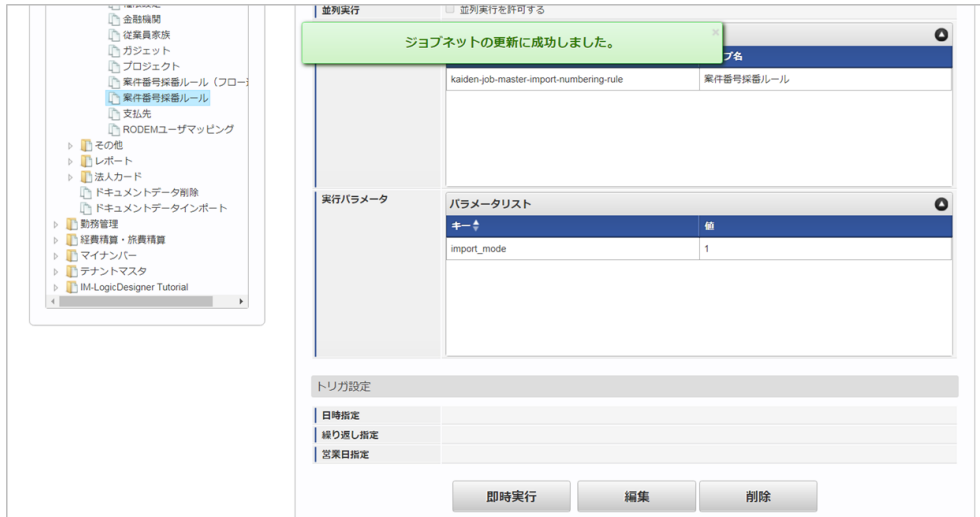 金融機関
従業員家族
ガジェット
プロジェクト
案件番号採番ルール（フロー
案件番号採番ルール
支払先
RODEMユーザマッピング
その他
レポート
法人カード
ドキュメントデータ削除
ドキュメントデータインポート
勤務管理
経費精算・旅費精算
マイナンバー
テナントマスタ
IM-LogicDesigner Tutorial
並列実行
並列実行を許可する
ジョブネットの更新に成功しました。
×
プ名
kaiden-job-master-import-numbering-rule
案件番号採番ルール
実行パラメータ
パラメータリスト
キー
値
import_mode
1
トリガ設定
日時指定
繰り返し指定
営業日指定
即時実行
編集
削除